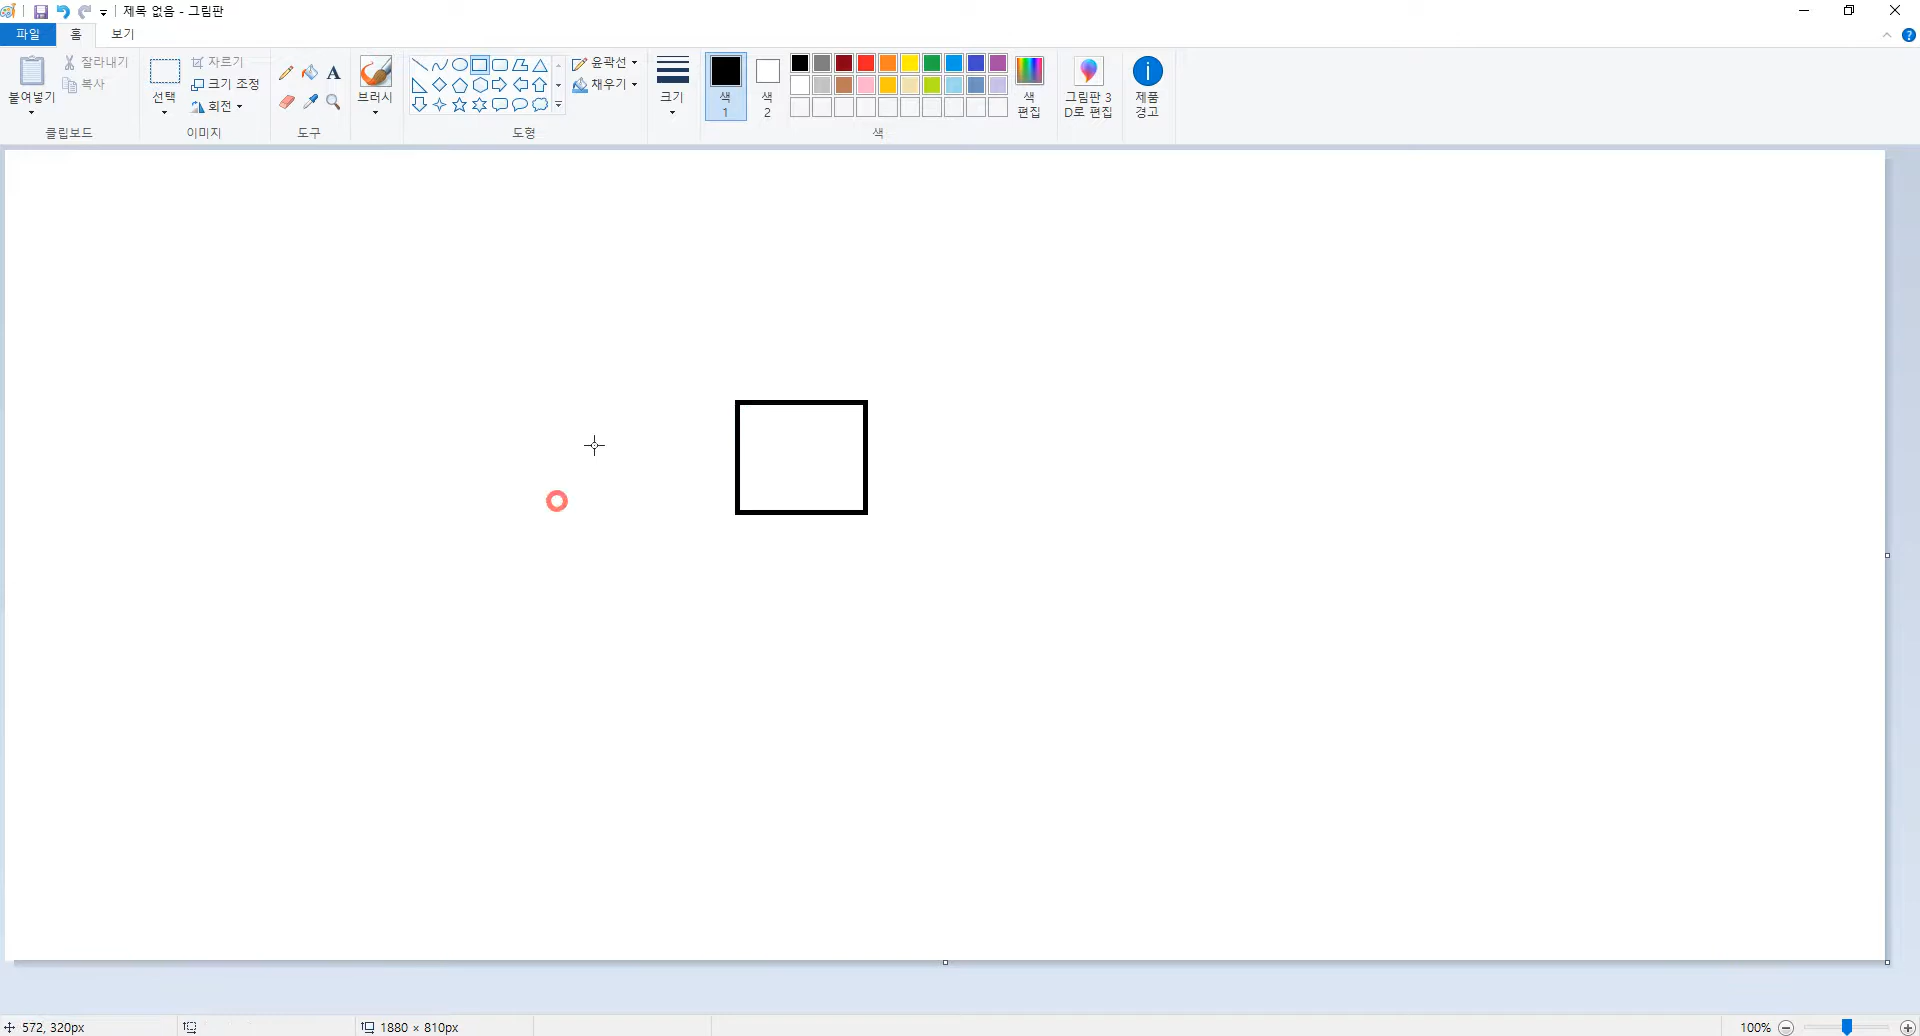 제목 없음 - 그림판
파일 홈 보기
붙여넣기
잘라내기
복사
클립보드
선택
자르기
크기 조정
회전
이미지
A
도구
브러시
윤곽선
채우기
도형
크기
색
1
색
2
색
편집
색
그림판 3
D로 편집
제품
경고
572, 320px
1880 × 810px
100%